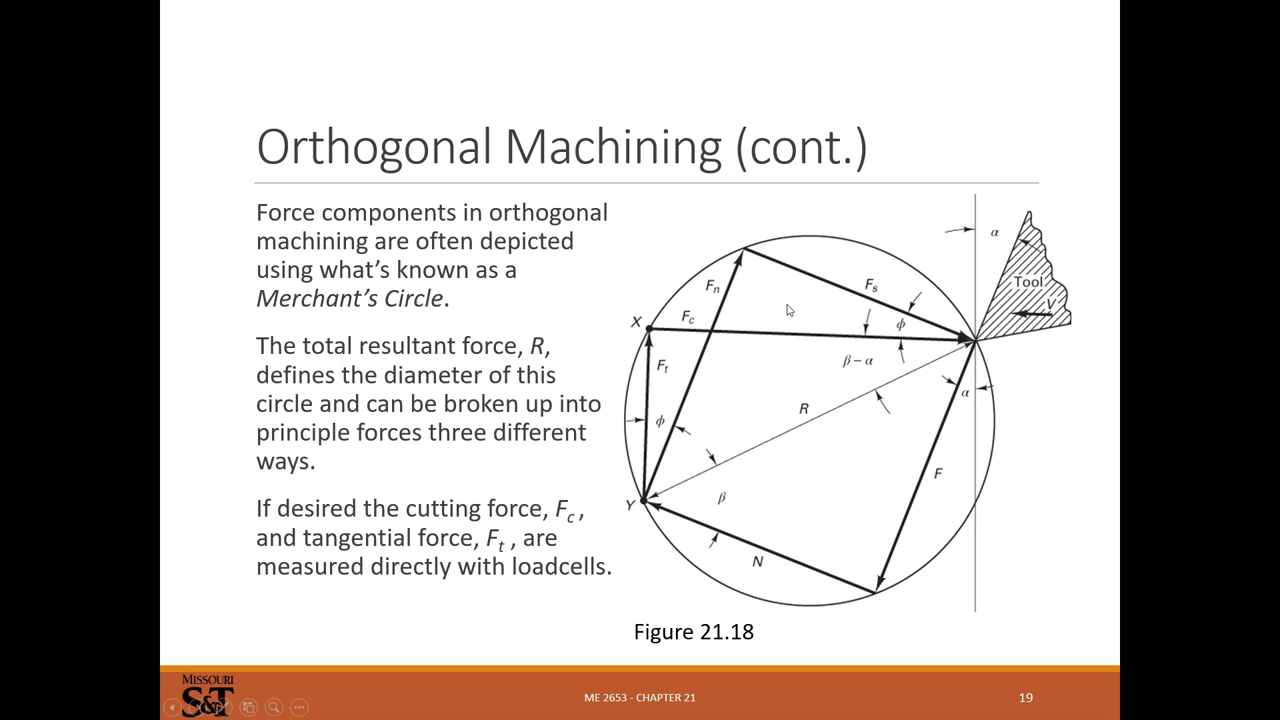 Orthogonal Machining (cont.)
Force components in orthogonal
machining are often depicted
using what's known as a
Merchant's Circle.
The total resultant force, R,
defines the diameter of this
circle and can be broken up into
principle forces three different
ways.
If desired the cutting force, Fc,
and tangential force, Ft , are
measured directly with loadcells.
α
Tool
V
Fn
Fs
X
Fc
ϕ
Ft
β – α
α
R
ϕ
F
Y
β
N
Figure 21.18
MISSOURI
S&T
ME 2653 - CHAPTER 21
19